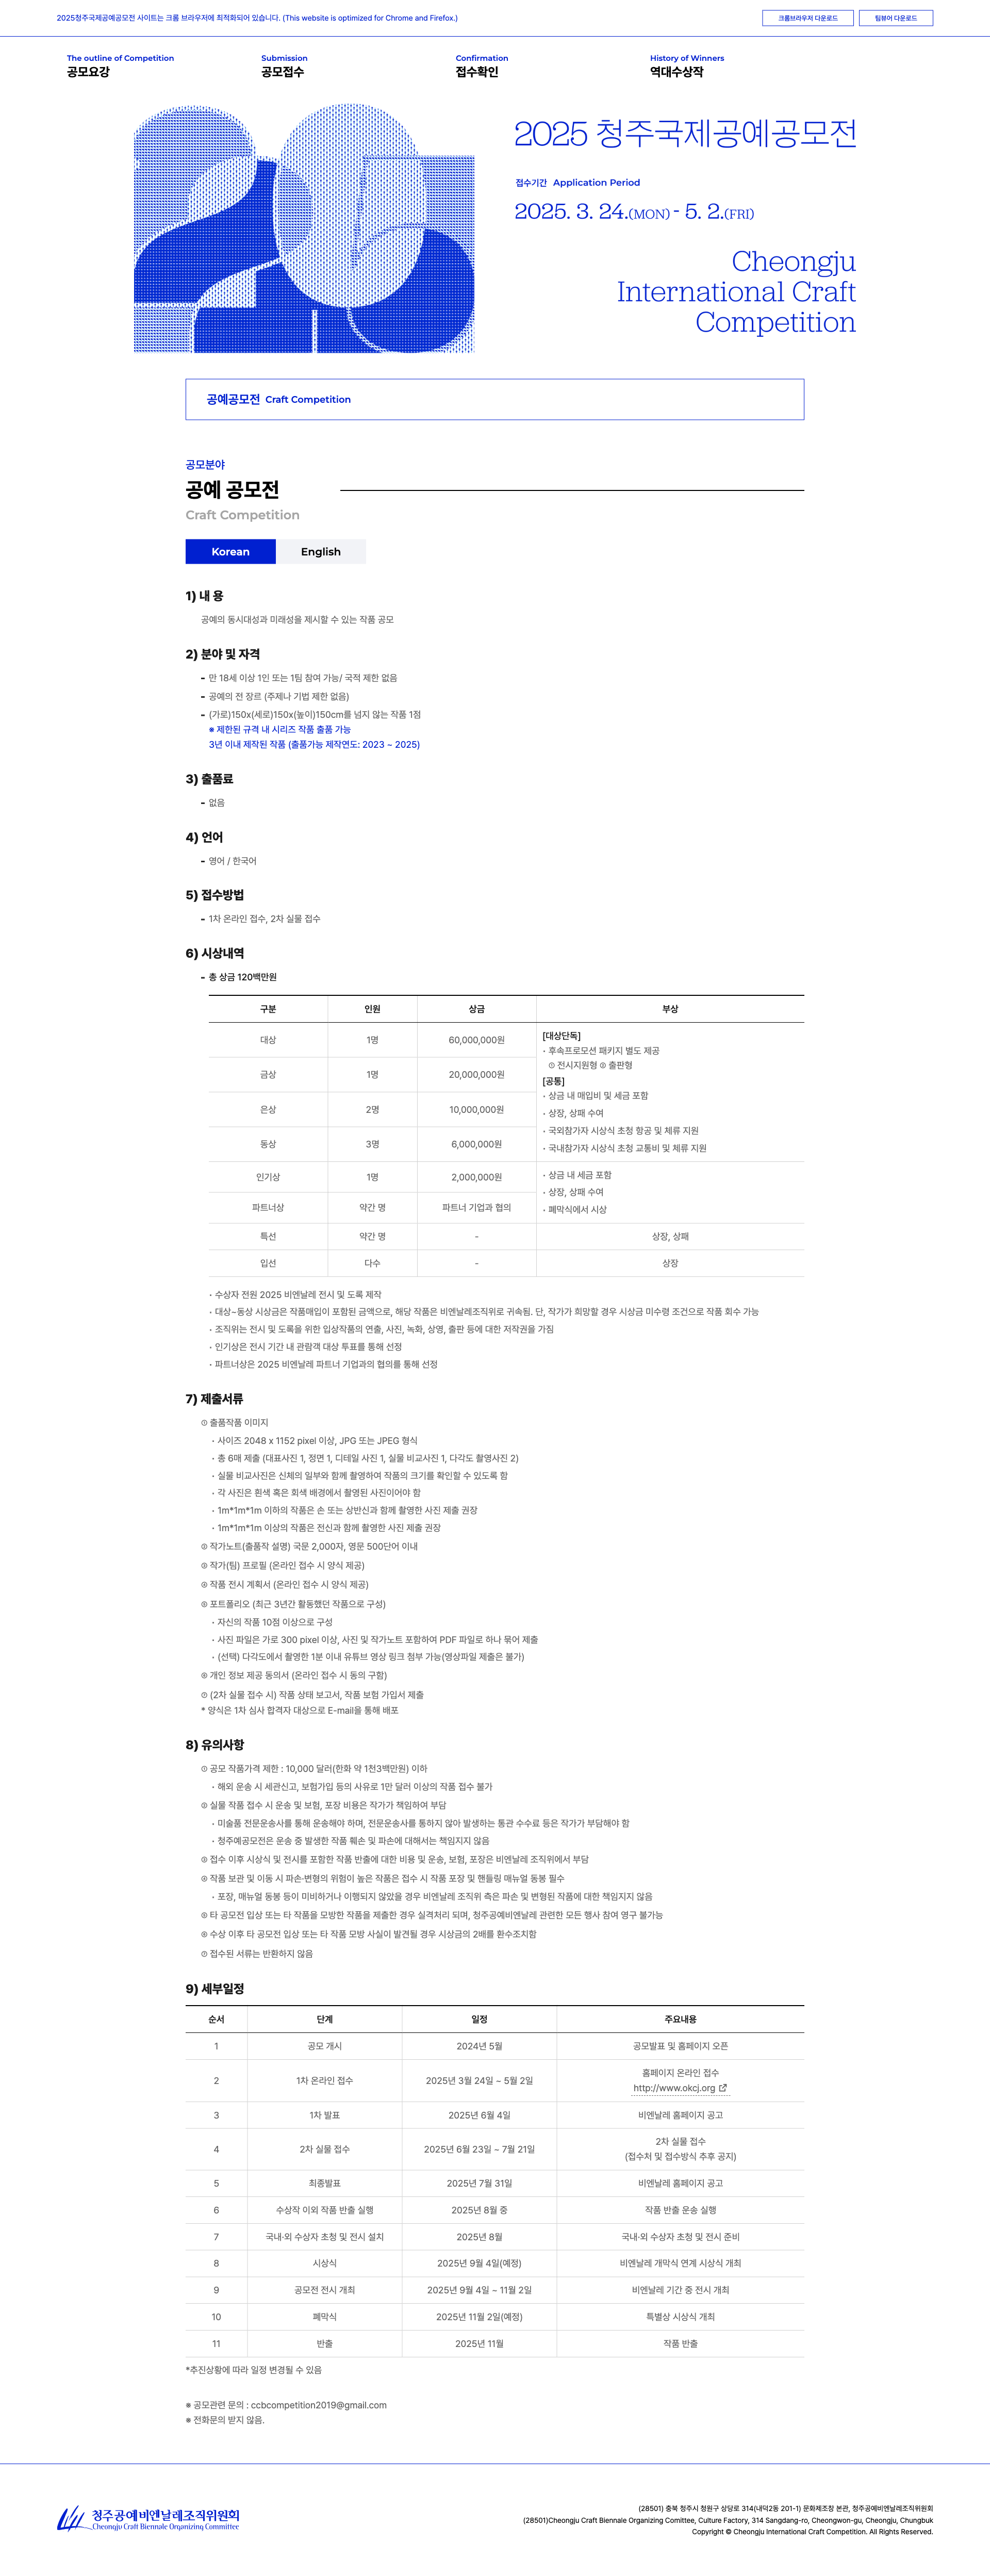 2025청주국제공예공모전 사이트는 크롬 브라우저에 최적화되어 있습니다. (This website is optimized for Chrome and Firefox.)
크롬브라우저 다운로드
팀뷰어 다운로드
The outline of Competition
공모요강
Submission
공모접수
Confirmation
접수확인
History of Winners
역대수상작
2025 청주국제공예공모전
접수기간 Application Period
2025. 3. 24.(MON) - 5. 2.(FRI)
Cheongju
International Craft
Competition
공예공모전 Craft Competition
공모분야
공예 공모전
Craft Competition
Korean
English
1) 내 용
공예의 동시대성과 미래성을 제시할 수 있는 작품 공모
2) 분야 및 자격
- 만 18세 이상 1인 또는 1팀 참여 가능/ 국적 제한 없음
- 공예의 전 장르 (주제나 기법 제한 없음)
- (가로)150x(세로)150x(높이)150cm를 넘지 않는 작품 1점
※ 제한된 규격 내 시리즈 작품 출품 가능
3년 이내 제작된 작품 (출품가능 제작연도: 2023 ~ 2025)
3) 출품료
- 없음
4) 언어
- 영어 / 한국어
5) 접수방법
- 1차 온라인 접수, 2차 실물 접수
6) 시상내역
- 총 상금 120백만원
구분 인원 상금 부상
대상 1명 60,000,000원
금상 1명 20,000,000원
은상 2명 10,000,000원
동상 3명 6,000,000원
[대상단독]
· 후속프로모션 패키지 별도 제공
① 전시지원형 ② 출판형
[공통]
· 상금 내 매입비 및 세금 포함
· 상장, 상패 수여
· 국외참가자 시상식 초청 항공 및 체류 지원
· 국내참가자 시상식 초청 교통비 및 체류 지원
인기상 1명 2,000,000원
파트너상 약간 명 파트너 기업과 협의
· 상금 내 세금 포함
· 상장, 상패 수여
· 폐막식에서 시상
특선 약간 명 - 상장, 상패
입선 다수 - 상장
· 수상자 전원 2025 비엔날레 전시 및 도록 제작
· 대상~동상 시상금은 작품매입이 포함된 금액으로, 해당 작품은 비엔날레조직위로 귀속됨. 단, 작가가 희망할 경우 시상금 미수령 조건으로 작품 회수 가능
· 조직위는 전시 및 도록을 위한 입상작품의 연출, 사진, 녹화, 상영, 출판 등에 대한 저작권을 가짐
· 인기상은 전시 기간 내 관람객 대상 투표를 통해 선정
· 파트너상은 2025 비엔날레 파트너 기업과의 협의를 통해 선정
7) 제출서류
① 출품작품 이미지
· 사이즈 2048 x 1152 pixel 이상, JPG 또는 JPEG 형식
· 총 6매 제출 (대표사진 1, 정면 1, 디테일 사진 1, 실물 비교사진 1, 다각도 촬영사진 2)
· 실물 비교사진은 신체의 일부와 함께 촬영하여 작품의 크기를 확인할 수 있도록 함
· 각 사진은 흰색 혹은 회색 배경에서 촬영된 사진이어야 함
· 1m*1m*1m 이하의 작품은 손 또는 상반신과 함께 촬영한 사진 제출 권장
· 1m*1m*1m 이상의 작품은 전신과 함께 촬영한 사진 제출 권장
② 작가노트(출품작 설명) 국문 2,000자, 영문 500단어 이내
③ 작가(팀) 프로필 (온라인 접수 시 양식 제공)
④ 작품 전시 계획서 (온라인 접수 시 양식 제공)
⑤ 포트폴리오 (최근 3년간 활동했던 작품으로 구성)
· 자신의 작품 10점 이상으로 구성
· 사진 파일은 가로 300 pixel 이상, 사진 및 작가노트 포함하여 PDF 파일로 하나 묶어 제출
· (선택) 다각도에서 촬영한 1분 이내 유튜브 영상 링크 첨부 가능(영상파일 제출은 불가)
⑥ 개인 정보 제공 동의서 (온라인 접수 시 동의 구함)
⑦ (2차 실물 접수 시) 작품 상태 보고서, 작품 보험 가입서 제출
* 양식은 1차 심사 합격자 대상으로 E-mail을 통해 배포
8) 유의사항
① 공모 작품가격 제한 : 10,000 달러(한화 약 1천3백만원) 이하
· 해외 운송 시 세관신고, 보험가입 등의 사유로 1만 달러 이상의 작품 접수 불가
② 실물 작품 접수 시 운송 및 보험, 포장 비용은 작가가 책임하여 부담
· 미술품 전문운송사를 통해 운송해야 하며, 전문운송사를 통하지 않아 발생하는 통관 수수료 등은 작가가 부담해야 함
· 청주예공모전은 운송 중 발생한 작품 훼손 및 파손에 대해서는 책임지지 않음
③ 접수 이후 시상식 및 전시를 포함한 작품 반출에 대한 비용 및 운송, 보험, 포장은 비엔날레 조직위에서 부담
④ 작품 보관 및 이동 시 파손·변형의 위험이 높은 작품은 접수 시 작품 포장 및 핸들링 매뉴얼 동봉 필수
· 포장, 매뉴얼 동봉 등이 미비하거나 이행되지 않았을 경우 비엔날레 조직위 측은 파손 및 변형된 작품에 대한 책임지지 않음
⑤ 타 공모전 입상 또는 타 작품을 모방한 작품을 제출한 경우 실격처리 되며, 청주공예비엔날레 관련한 모든 행사 참여 영구 불가능
⑥ 수상 이후 타 공모전 입상 또는 타 작품 모방 사실이 발견될 경우 시상금의 2배를 환수조치함
⑦ 접수된 서류는 반환하지 않음
9) 세부일정
순서 단계 일정 주요내용
1 공모 개시 2024년 5월 공모발표 및 홈페이지 오픈
2 1차 온라인 접수 2025년 3월 24일 ~ 5월 2일 홈페이지 온라인 접수
http://www.okcj.org
3 1차 발표 2025년 6월 4일 비엔날레 홈페이지 공고
4 2차 실물 접수 2025년 6월 23일 ~ 7월 21일 2차 실물 접수
(접수처 및 접수방식 추후 공지)
5 최종발표 2025년 7월 31일 비엔날레 홈페이지 공고
6 수상작 이외 작품 반출 실행 2025년 8월 중 작품 반출 운송 실행
7 국내·외 수상자 초청 및 전시 설치 2025년 8월 국내·외 수상자 초청 및 전시 준비
8 시상식 2025년 9월 4일(예정) 비엔날레 개막식 연계 시상식 개최
9 공모전 전시 개최 2025년 9월 4일 ~ 11월 2일 비엔날레 기간 중 전시 개최
10 폐막식 2025년 11월 2일(예정) 특별상 시상식 개최
11 반출 2025년 11월 작품 반출
*추진상황에 따라 일정 변경될 수 있음
※ 공모관련 문의 : ccbcompetition2019@gmail.com
※ 전화문의 받지 않음.
청주공예비엔날레조직위원회
Cheongju Craft Biennale Organizing Committee
(28501) 충북 청주시 청원구 상당로 314(내덕2동 201-1) 문화제조창 본관, 청주공예비엔날레조직위원회
(28501)Cheongju Craft Biennale Organizing Comittee, Culture Factory, 314 Sangdang-ro, Cheongwon-gu, Cheongju, Chungbuk
Copyright © Cheongju International Craft Competition. All Rights Reserved.